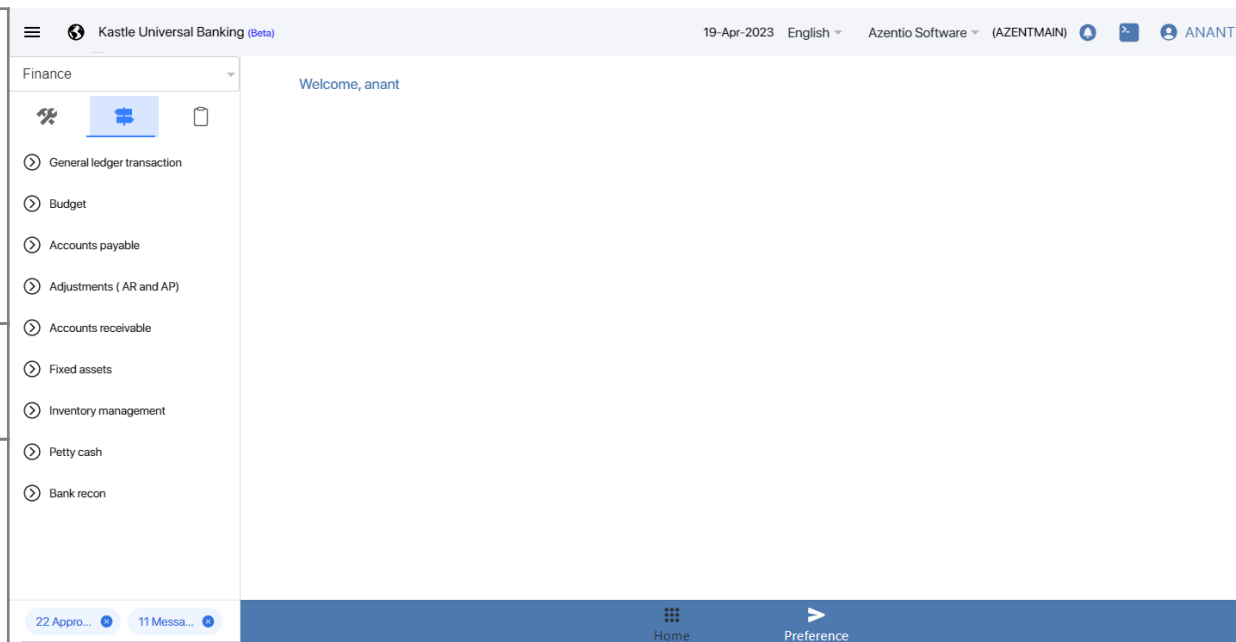 Kastle Universal Banking (Beta)
19-Apr-2023 English Azentio Software (AZENTMAIN) ANANT
Finance
Welcome, anant
General ledger transaction
Budget
Accounts payable
Adjustments ( AR and AP)
Accounts receivable
Fixed assets
Inventory management
Petty cash
Bank recon
22 Appro... 11 Messa...
Home Preference